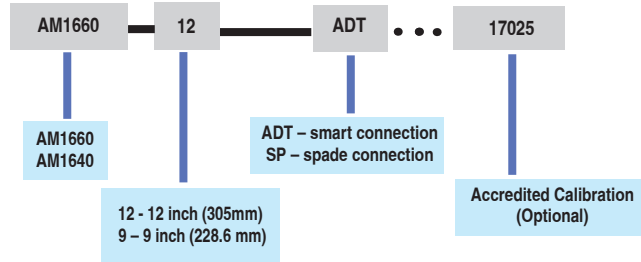 AM1660 12 ADT 17025
AM1660
AM1640
12 - 12 inch (305mm)
9 – 9 inch (228.6 mm)
ADT – smart connection
SP – spade connection
Accredited Calibration
(Optional)